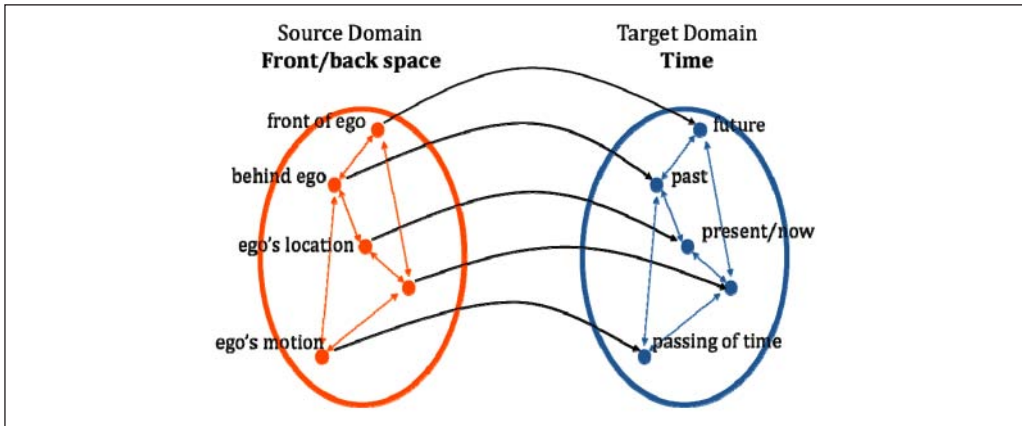 Source Domain
Front/back space
Target Domain
Time
front of ego
behind ego
ego's location
ego's motion
future
past
present/now
passing of time